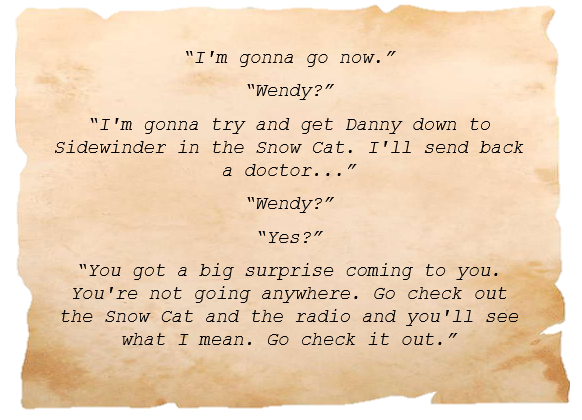 “I'm gonna go now.”
“Wendy?”
“I'm gonna try and get Danny down to
Sidewinder in the Snow Cat. I'll send back
a doctor...”
“Wendy?”
“Yes?”
“You got a big surprise coming to you.
You're not going anywhere. Go check out
the Snow Cat and the radio and you'll see
what I mean. Go check it out.”